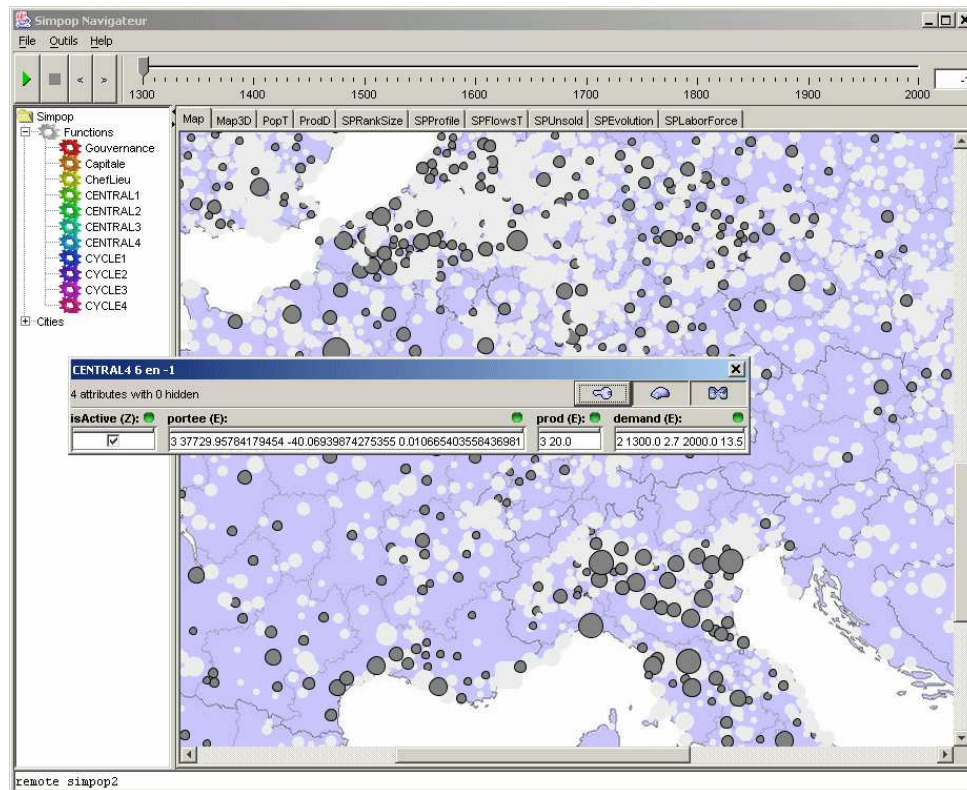 Simpop Navigateur
File Outils Help
« »
1300 1400 1500 1600 1700 1800 1900 2000
Map Map3D PopT ProdD SPRankSize SPProfile SPFlowsT SPUnsold SPEvolution SPLaborForce
Simpop
Functions
Gouvernance
Capitale
ChefLieu
CENTRAL1
CENTRAL2
CENTRAL3
CENTRAL4
CYCLE1
CYCLE2
CYCLE3
CYCLE4
Cities
CENTRAL4 6 en -1
4 attributes with 0 hidden
isActive (Z): portee (E): prod (E): demand (E):
3 37729.95784179454 -40.06939874275355 0.010665403558436981 3 20.0 2 1300.0 2.7 2000.0 13.5
remote simpop2